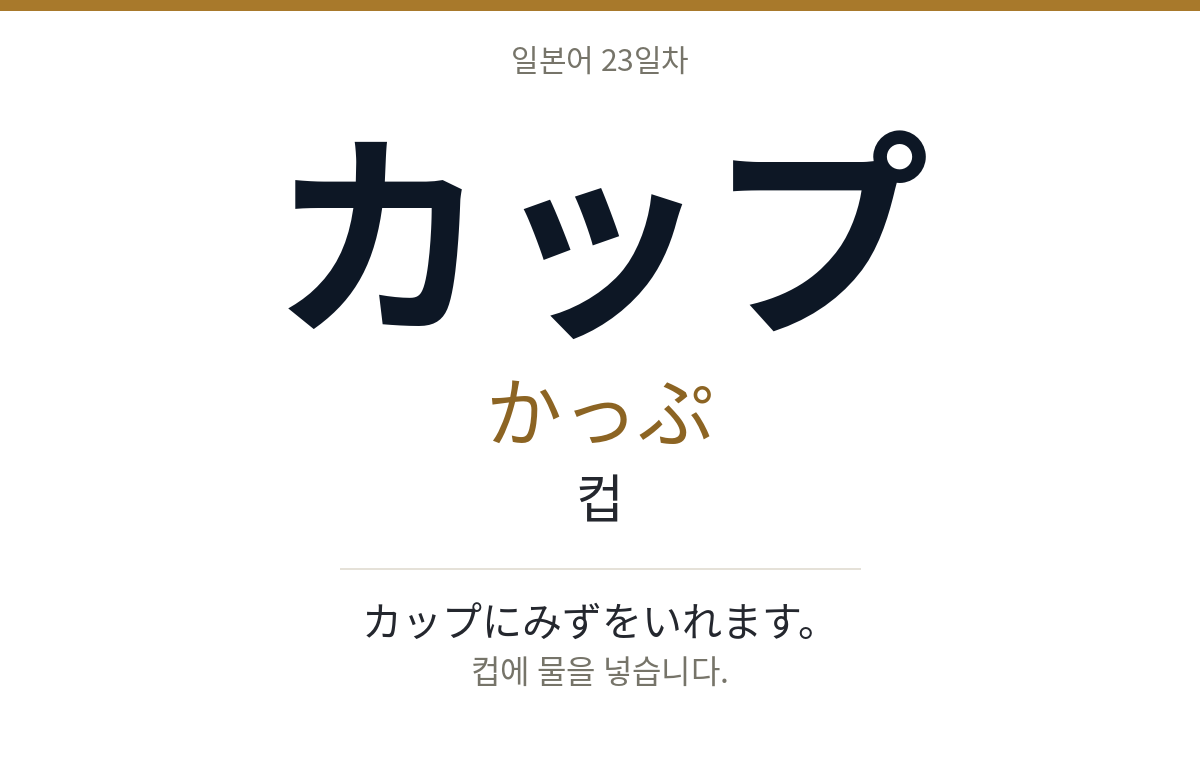 일본어 23일차
カップ
かっぷ
컵
カップにみずをいれます。
컵에 물을 넣습니다.